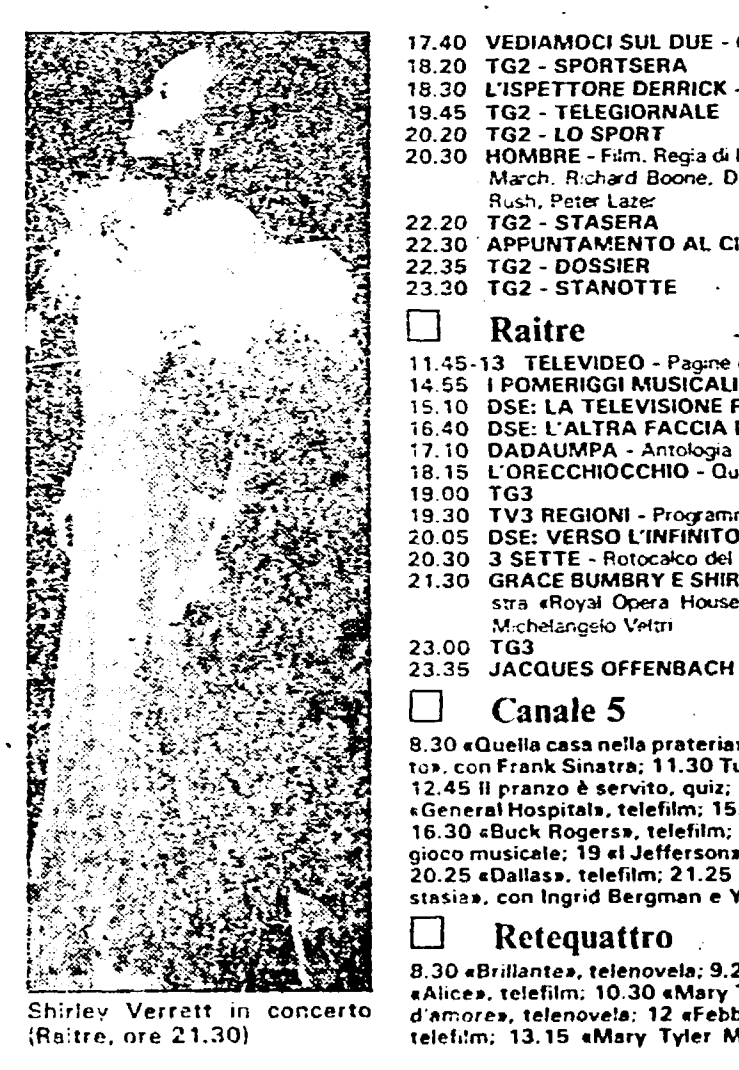 17.40 VEDIAMOCI SUL DUE -
18.20 TG2 - SPORTSERA
18.30 L'ISPETTORE DERRICK -
19.45 TG2 - TELEGIORNALE
20.20 TG2 - LO SPORT
20.30 HOMBRE - Film. Regia di
March, Richard Boone, D
Rush, Peter Lazer
22.20 TG2 - STASERA
22.30 APPUNTAMENTO AL CI
22.35 TG2 - DOSSIER
23.30 TG2 - STANOTTE
Raitre
11.45-13 TELEVIDEO - Pagine
14.55 I POMERIGGI MUSICALI
15.10 DSE: LA TELEVISIONE F
16.40 DSE: L'ALTRA FACCIA
17.10 DADAUMPA - Antologia
18.15 L'ORECCHIOCCHIO - Qu
19.00 TG3
19.30 TV3 REGIONI - Programm
20.05 DSE: VERSO L'INFINITO
20.30 3 SETTE - Rotocalco del
21.30 GRACE BUMBRY E SHIR
stra «Royal Opera House
Michelangelo Veltri
23.00 TG3
23.35 JACQUES OFFENBACH
Canale 5
8.30 «Quella casa nella prateria»
to», con Frank Sinatra; 11.30 Tu
12.45 Il pranzo è servito, quiz;
«General Hospital», telefilm; 15.
16.30 «Buck Rogers», telefilm;
gioco musicale; 19 «I Jefferson»
20.25 «Dallas», telefilm; 21.25
stasia», con Ingrid Bergman e Y
Retequattro
8.30 «Brillante», telenovela; 9.2
«Alice», telefilm; 10.30 «Mary T
d'amore», telenovela; 12 «Febb
telefilm; 13.15 «Mary Tyler M
Shirley Verrett in concerto
(Raitre, ore 21.30)